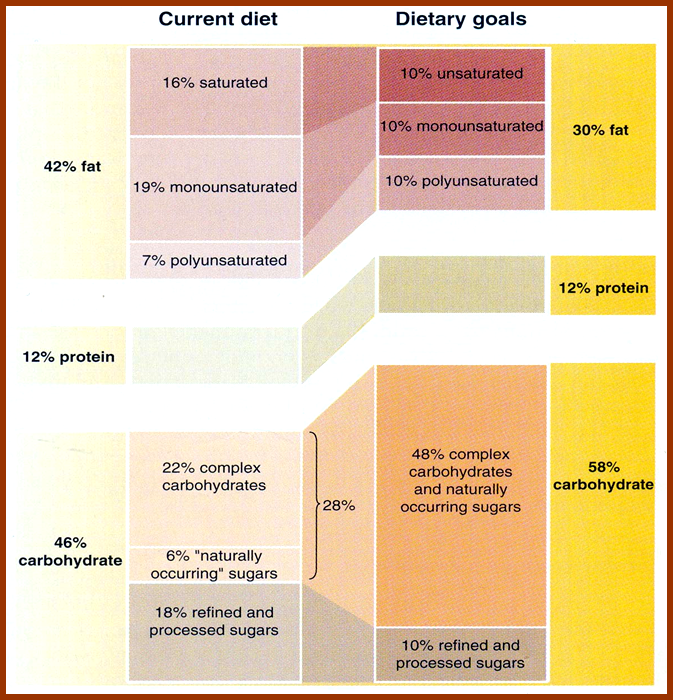 Current diet
Dietary goals
42% fat
16% saturated
19% monounsaturated
7% polyunsaturated
10% unsaturated
10% monounsaturated
10% polyunsaturated
30% fat
12% protein
12% protein
46%
carbohydrate
22% complex
carbohydrates
6% "naturally
occurring" sugars
28%
18% refined and
processed sugars
48% complex
carbohydrates
and naturally
occurring sugars
10% refined and
processed sugars
58%
carbohydrate